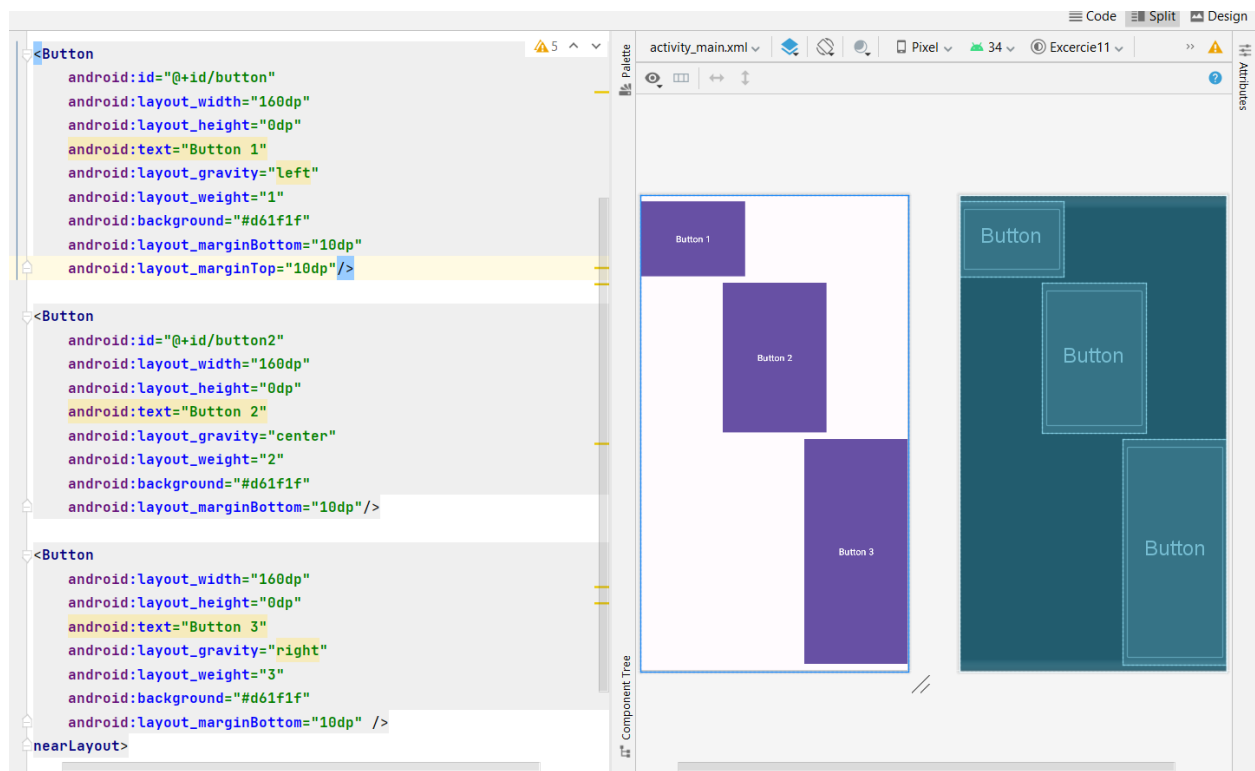 Code Split Design
<Button
android:id="@+id/button"
android:layout_width="160dp"
android:layout_height="0dp"
android:text="Button 1"
android:layout_gravity="left"
android:layout_weight="1"
android:background="#d61f1f"
android:layout_marginBottom="10dp"
android:layout_marginTop="10dp"/>
<Button
android:id="@+id/button2"
android:layout_width="160dp"
android:layout_height="0dp"
android:text="Button 2"
android:layout_gravity="center"
android:layout_weight="2"
android:background="#d61f1f"
android:layout_marginBottom="10dp"/>
<Button
android:layout_width="160dp"
android:layout_height="0dp"
android:text="Button 3"
android:layout_gravity="right"
android:layout_weight="3"
android:background="#d61f1f"
android:layout_marginBottom="10dp" />
nearLayout>
5
Palette
Component Tree
activity_main.xml Pixel 34 Excercie11
Button 1
Button 2
Button 3
Button
Button
Button
Attributes